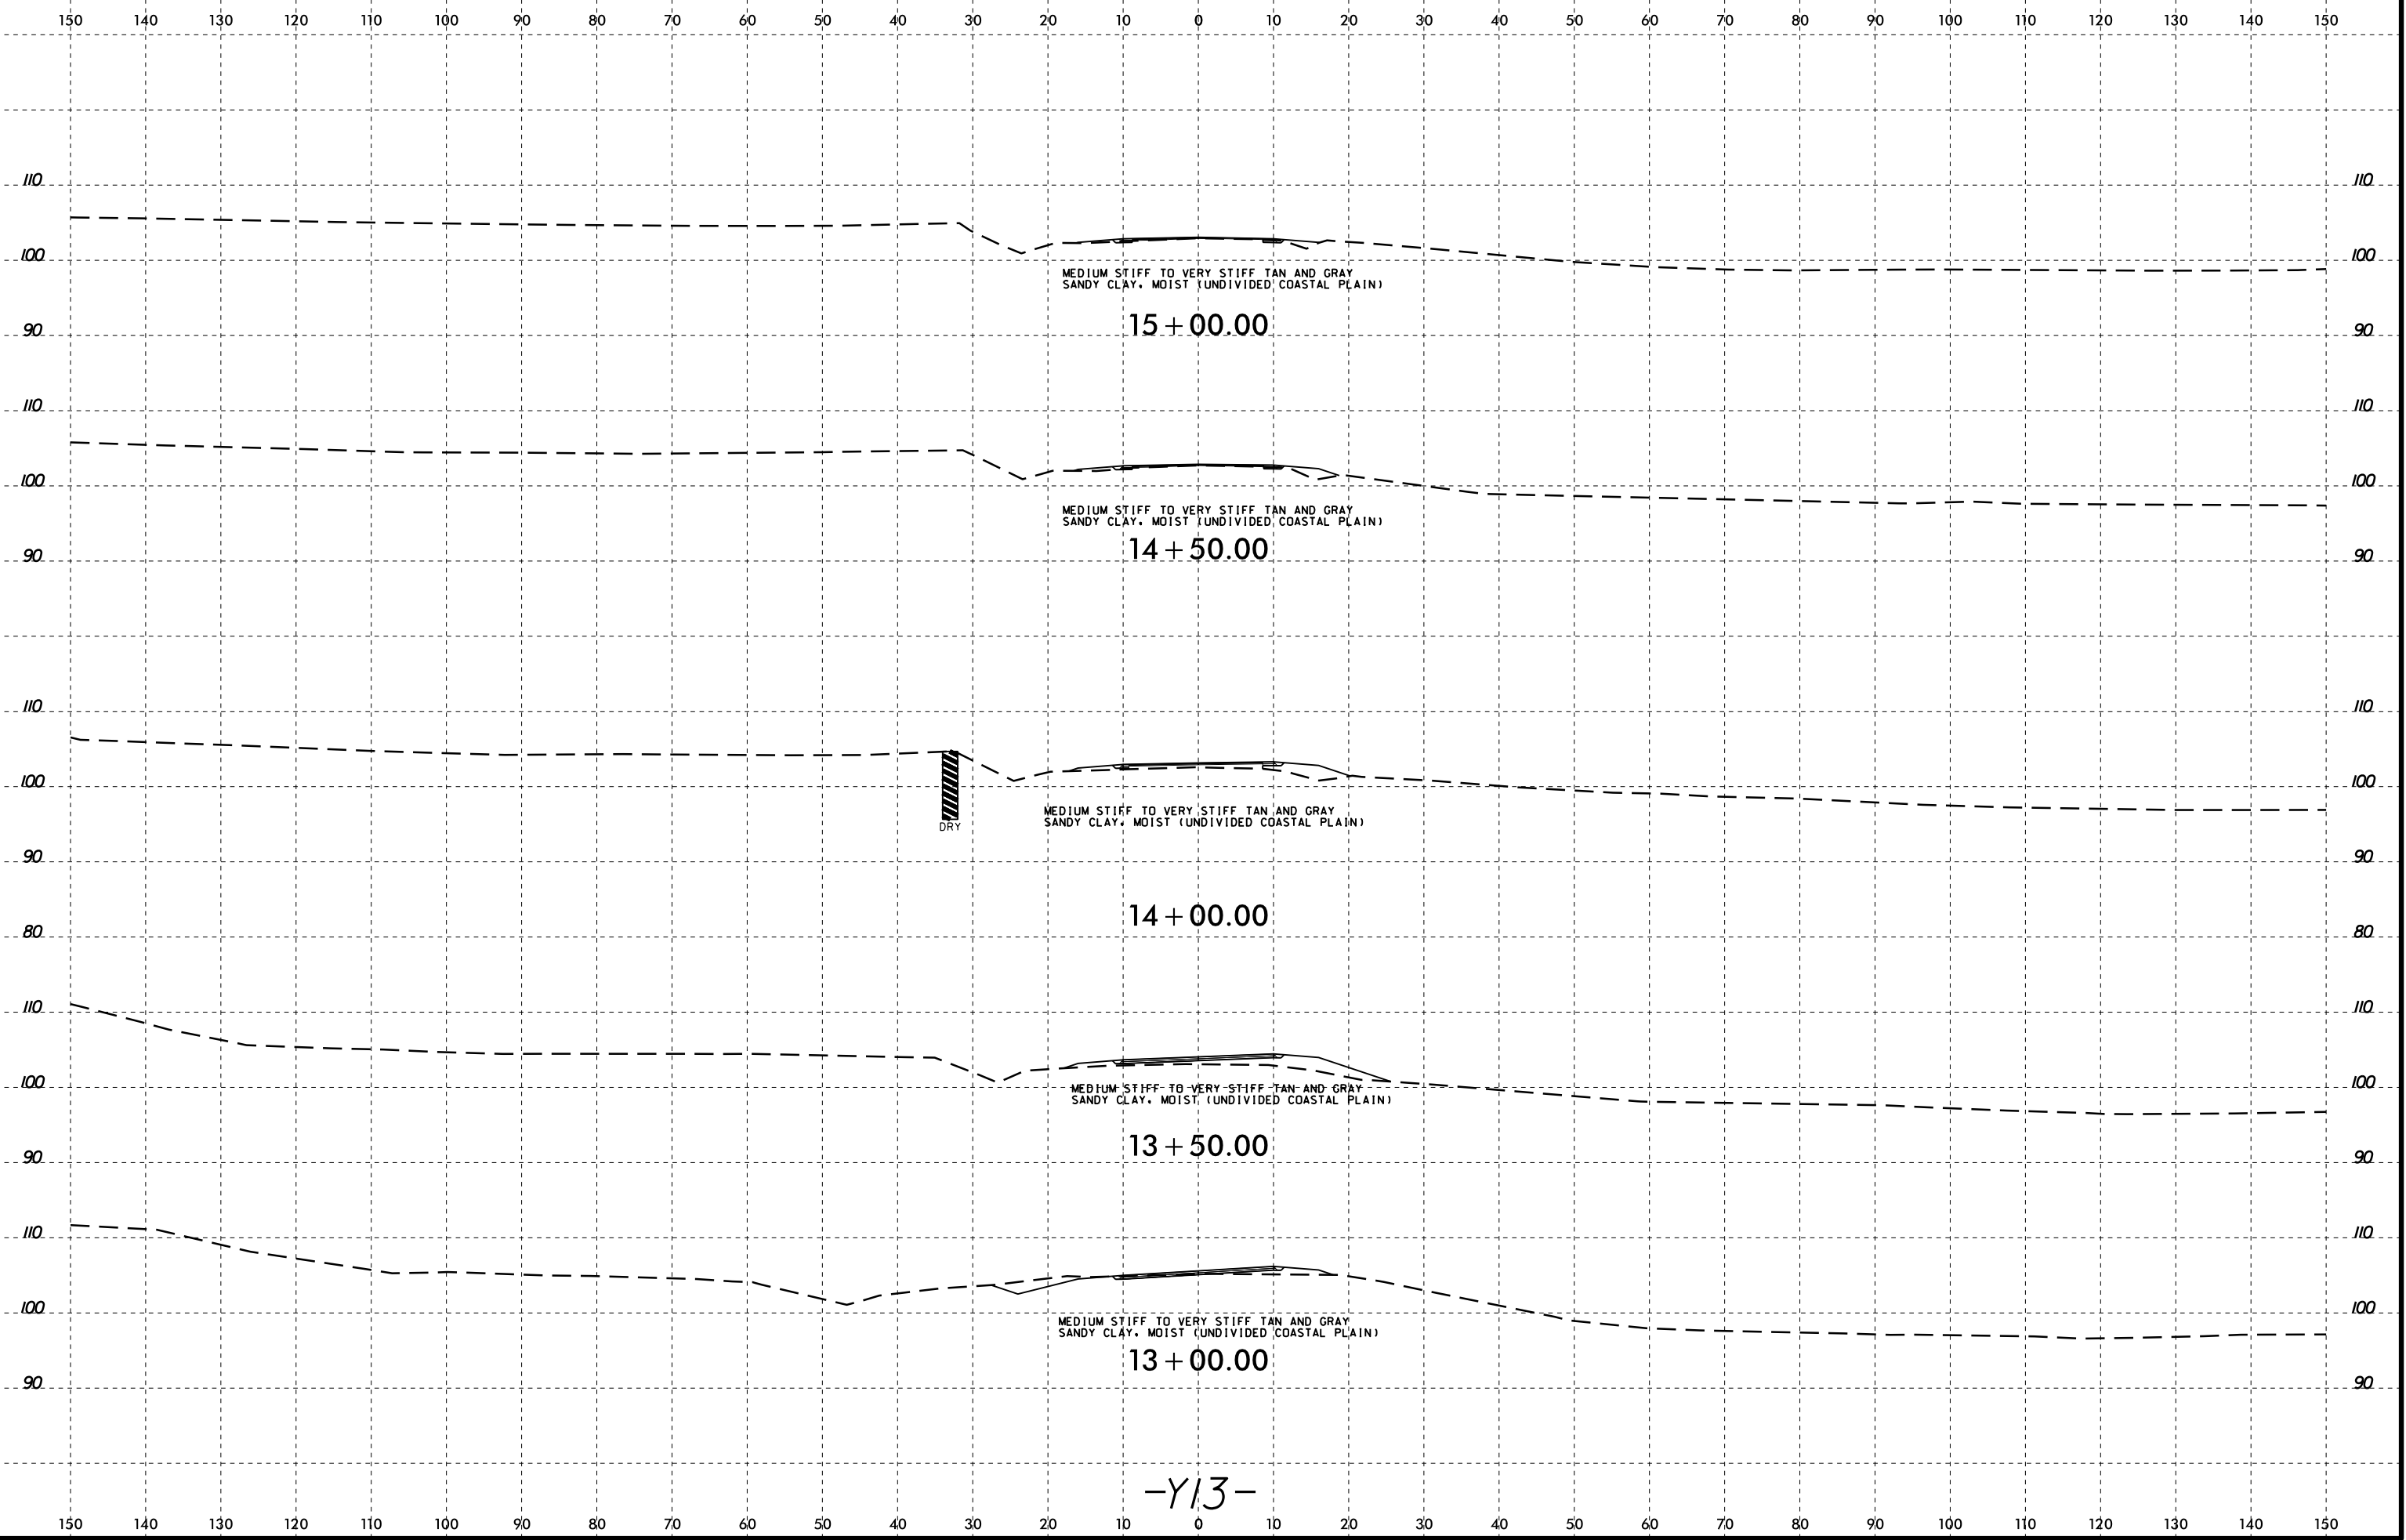 150 140 130 120 110 100 90 80 70 60 50 40 30 20 10 0 10 20 30 40 50 60 70 80 90 100 110 120 130 140 150
110 110
100 100
MEDIUM STIFF TO VERY STIFF TAN AND GRAY
SANDY CLAY, MOIST (UNDIVIDED COASTAL PLAIN)
15+00.00
90 90
110 110
100 100
MEDIUM STIFF TO VERY STIFF TAN AND GRAY
SANDY CLAY, MOIST (UNDIVIDED COASTAL PLAIN)
14+50.00
90 90
110 110
100 100
MEDIUM STIFF TO VERY STIFF TAN AND GRAY
SANDY CLAY, MOIST (UNDIVIDED COASTAL PLAIN)
DRY
90 90
14+00.00
80 80
110 110
100 100
MEDIUM STIFF TO VERY STIFF TAN AND GRAY
SANDY CLAY, MOIST (UNDIVIDED COASTAL PLAIN)
13+50.00
90 90
110 110
100 100
MEDIUM STIFF TO VERY STIFF TAN AND GRAY
SANDY CLAY, MOIST (UNDIVIDED COASTAL PLAIN)
13+00.00
90 90
-Y13-
150 140 130 120 110 100 90 80 70 60 50 40 30 20 10 0 10 20 30 40 50 60 70 80 90 100 110 120 130 140 150